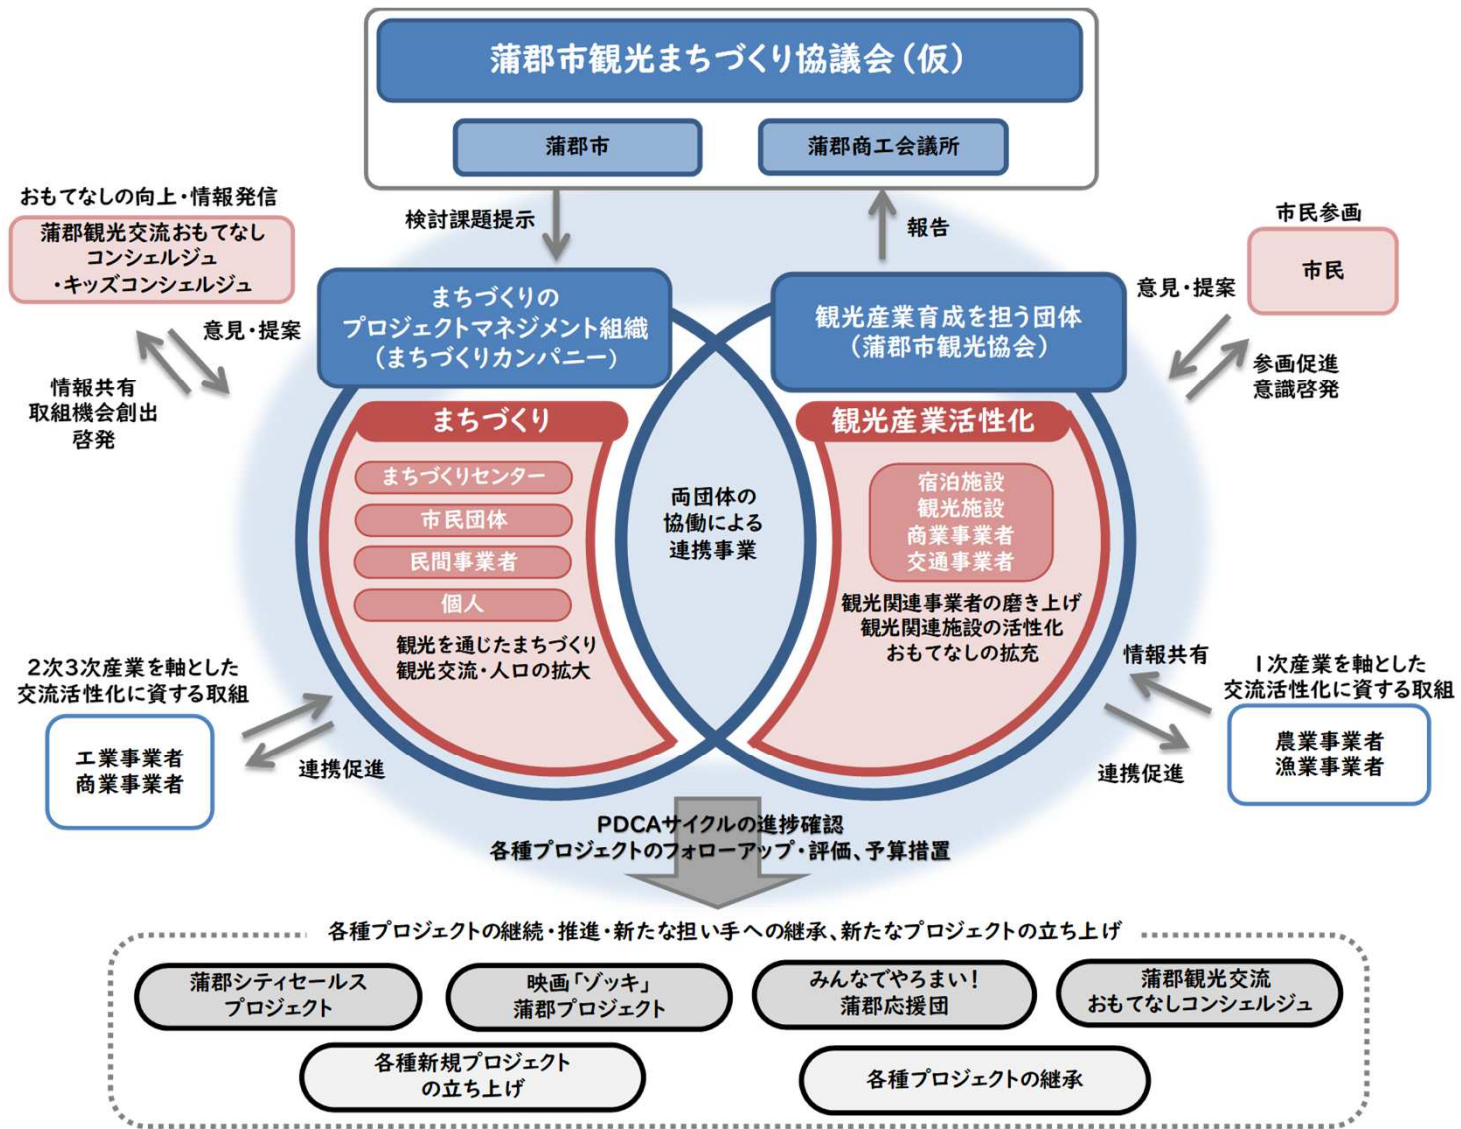 蒲郡市観光まちづくり協議会（仮）
蒲郡市
蒲郡商工会議所
検討課題提示
報告
おもてなしの向上・情報発信
蒲郡観光交流おもてなし
コンシェルジュ
・キッズコンシェルジュ
意見・提案
情報共有
取組機会創出
啓発
市民参画
市民
意見・提案
参画促進
意識啓発
まちづくりの
プロジェクトマネジメント組織
（まちづくりカンパニー）
観光産業育成を担う団体
（蒲郡市観光協会）
まちづくり
まちづくりセンター
市民団体
民間事業者
個人
観光を通じたまちづくり
観光交流・人口の拡大
両団体の
協働による
連携事業
観光産業活性化
宿泊施設
観光施設
商業事業者
交通事業者
観光関連事業者の磨き上げ
観光関連施設の活性化
おもてなしの拡充
2次3次産業を軸とした
交流活性化に資する取組
工業事業者
商業事業者
連携促進
情報共有
1次産業を軸とした
交流活性化に資する取組
農業事業者
漁業事業者
連携促進
PDCAサイクルの進捗確認
各種プロジェクトのフォローアップ・評価、予算措置
各種プロジェクトの継続・推進・新たな担い手への継承、新たなプロジェクトの立ち上げ
蒲郡シティセールス
プロジェクト
映画「ゾッキ」
蒲郡プロジェクト
みんなでやろまい！
蒲郡応援団
蒲郡観光交流
おもてなしコンシェルジュ
各種新規プロジェクト
の立ち上げ
各種プロジェクトの継承